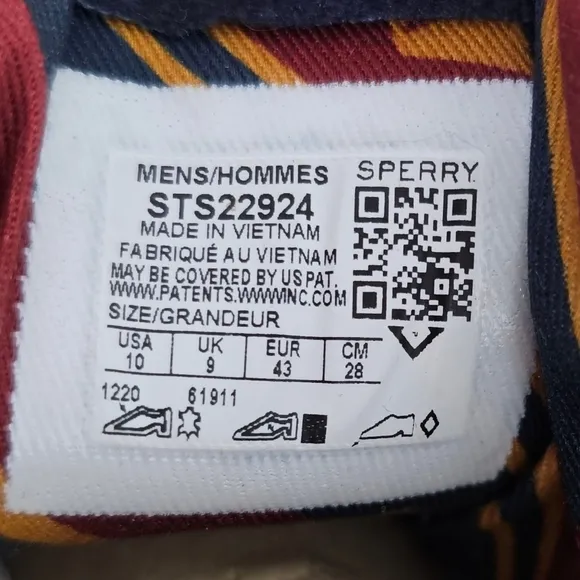 MENS/HOMMES SPERRY
STS22924
MADE IN VIETNAM
FABRIQUÉ AU VIETNAM
MAY BE COVERED BY US PAT.
WWW.PATENTS.WWWINC.COM
SIZE/GRANDEUR
USA UK EUR CM
10 9 43 28
1220 61911